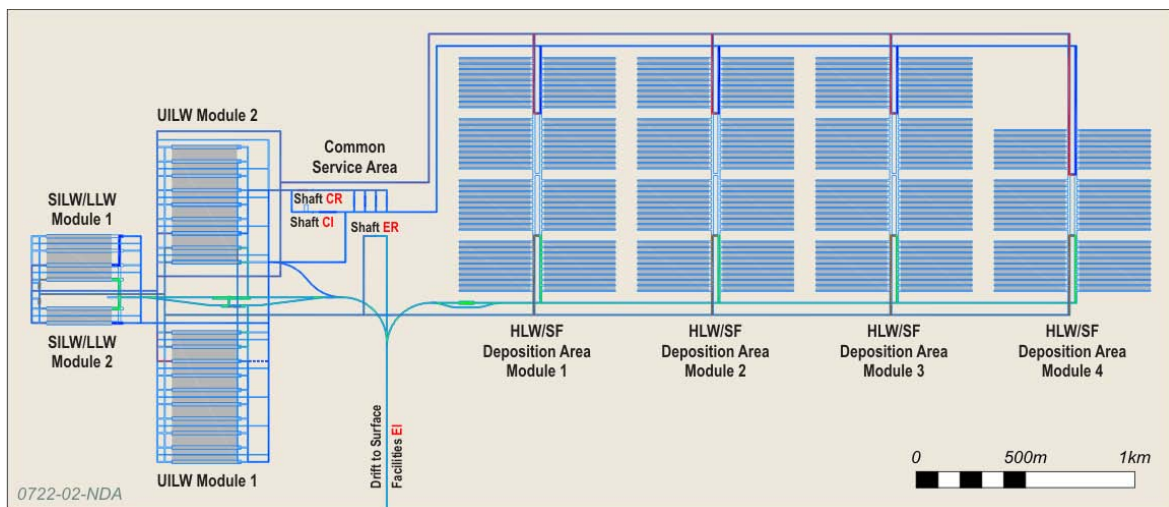 UILW Module 2
Common
Service Area
SILW/LLW
Module 1
Shaft CR
Shaft CI
Shaft ER
SILW/LLW
Module 2
HLW/SF
Deposition Area
Module 1
HLW/SF
Deposition Area
Module 2
HLW/SF
Deposition Area
Module 3
HLW/SF
Deposition Area
Module 4
Drift to Surface
Facilities EI
UILW Module 1
0 500m 1km
0722-02-NDA